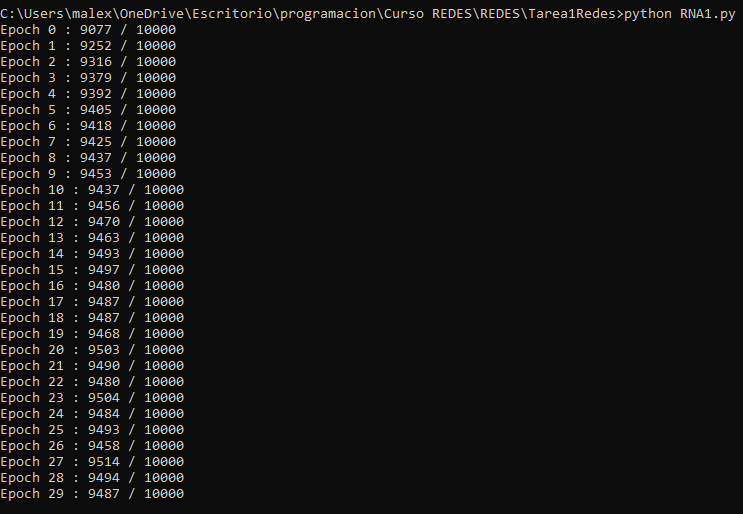 C:\Users\malex\OneDrive\Escritorio\programacion\Curso REDES\REDES\Tarea1Redes>python RNA1.py
Epoch 0 : 9077 / 10000
Epoch 1 : 9252 / 10000
Epoch 2 : 9316 / 10000
Epoch 3 : 9379 / 10000
Epoch 4 : 9392 / 10000
Epoch 5 : 9405 / 10000
Epoch 6 : 9418 / 10000
Epoch 7 : 9425 / 10000
Epoch 8 : 9437 / 10000
Epoch 9 : 9453 / 10000
Epoch 10 : 9437 / 10000
Epoch 11 : 9456 / 10000
Epoch 12 : 9470 / 10000
Epoch 13 : 9463 / 10000
Epoch 14 : 9493 / 10000
Epoch 15 : 9497 / 10000
Epoch 16 : 9480 / 10000
Epoch 17 : 9487 / 10000
Epoch 18 : 9487 / 10000
Epoch 19 : 9468 / 10000
Epoch 20 : 9503 / 10000
Epoch 21 : 9490 / 10000
Epoch 22 : 9480 / 10000
Epoch 23 : 9504 / 10000
Epoch 24 : 9484 / 10000
Epoch 25 : 9493 / 10000
Epoch 26 : 9458 / 10000
Epoch 27 : 9514 / 10000
Epoch 28 : 9494 / 10000
Epoch 29 : 9487 / 10000